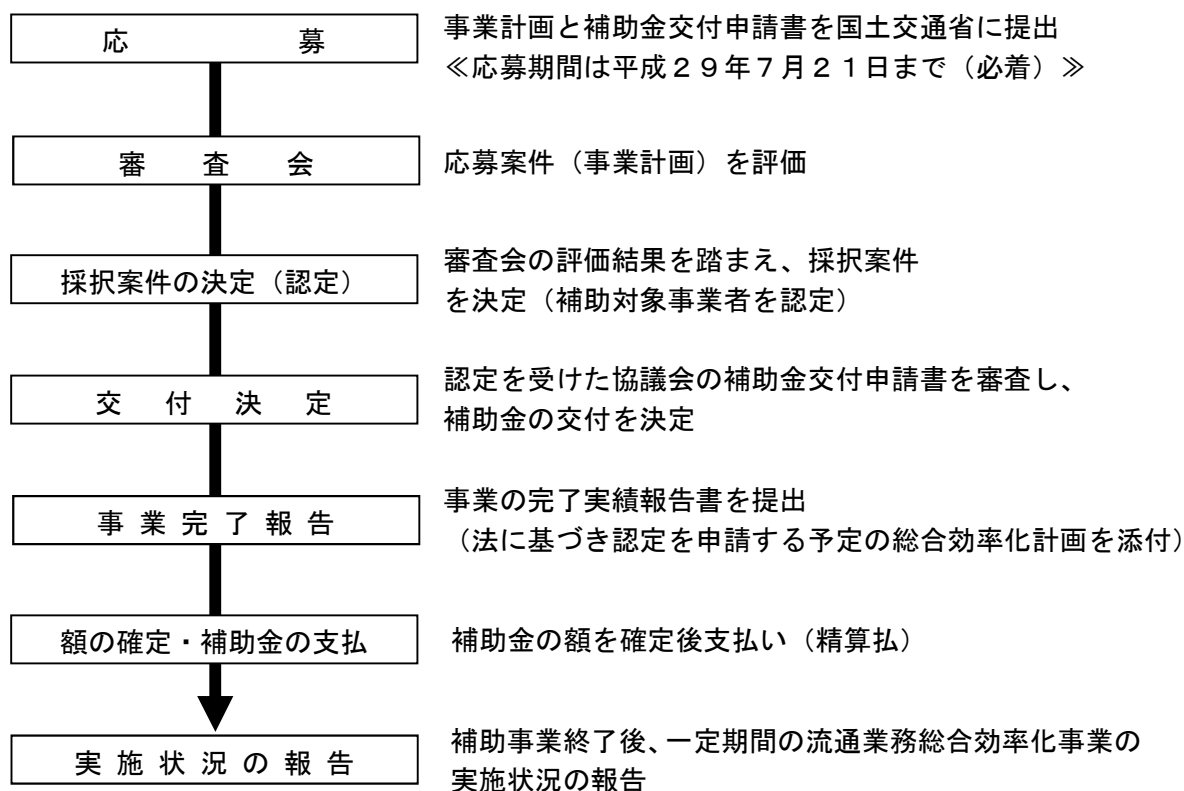 応　　　　　募
事業計画と補助金交付申請書を国土交通省に提出
≪応募期間は平成２９年７月２１日まで（必着）≫
審　　査　　会
応募案件（事業計画）を評価
採択案件の決定（認定）
審査会の評価結果を踏まえ、採択案件
を決定（補助対象事業者を認定）
交　付　決　定
認定を受けた協議会の補助金交付申請書を審査し、
補助金の交付を決定
事 業 完 了 報 告
事業の完了実績報告書を提出
（法に基づき認定を申請する予定の総合効率化計画を添付）
額の確定・補助金の支払
補助金の額を確定後支払い（精算払）
実 施 状 況 の 報 告
補助事業終了後、一定期間の流通業務総合効率化事業の
実施状況の報告